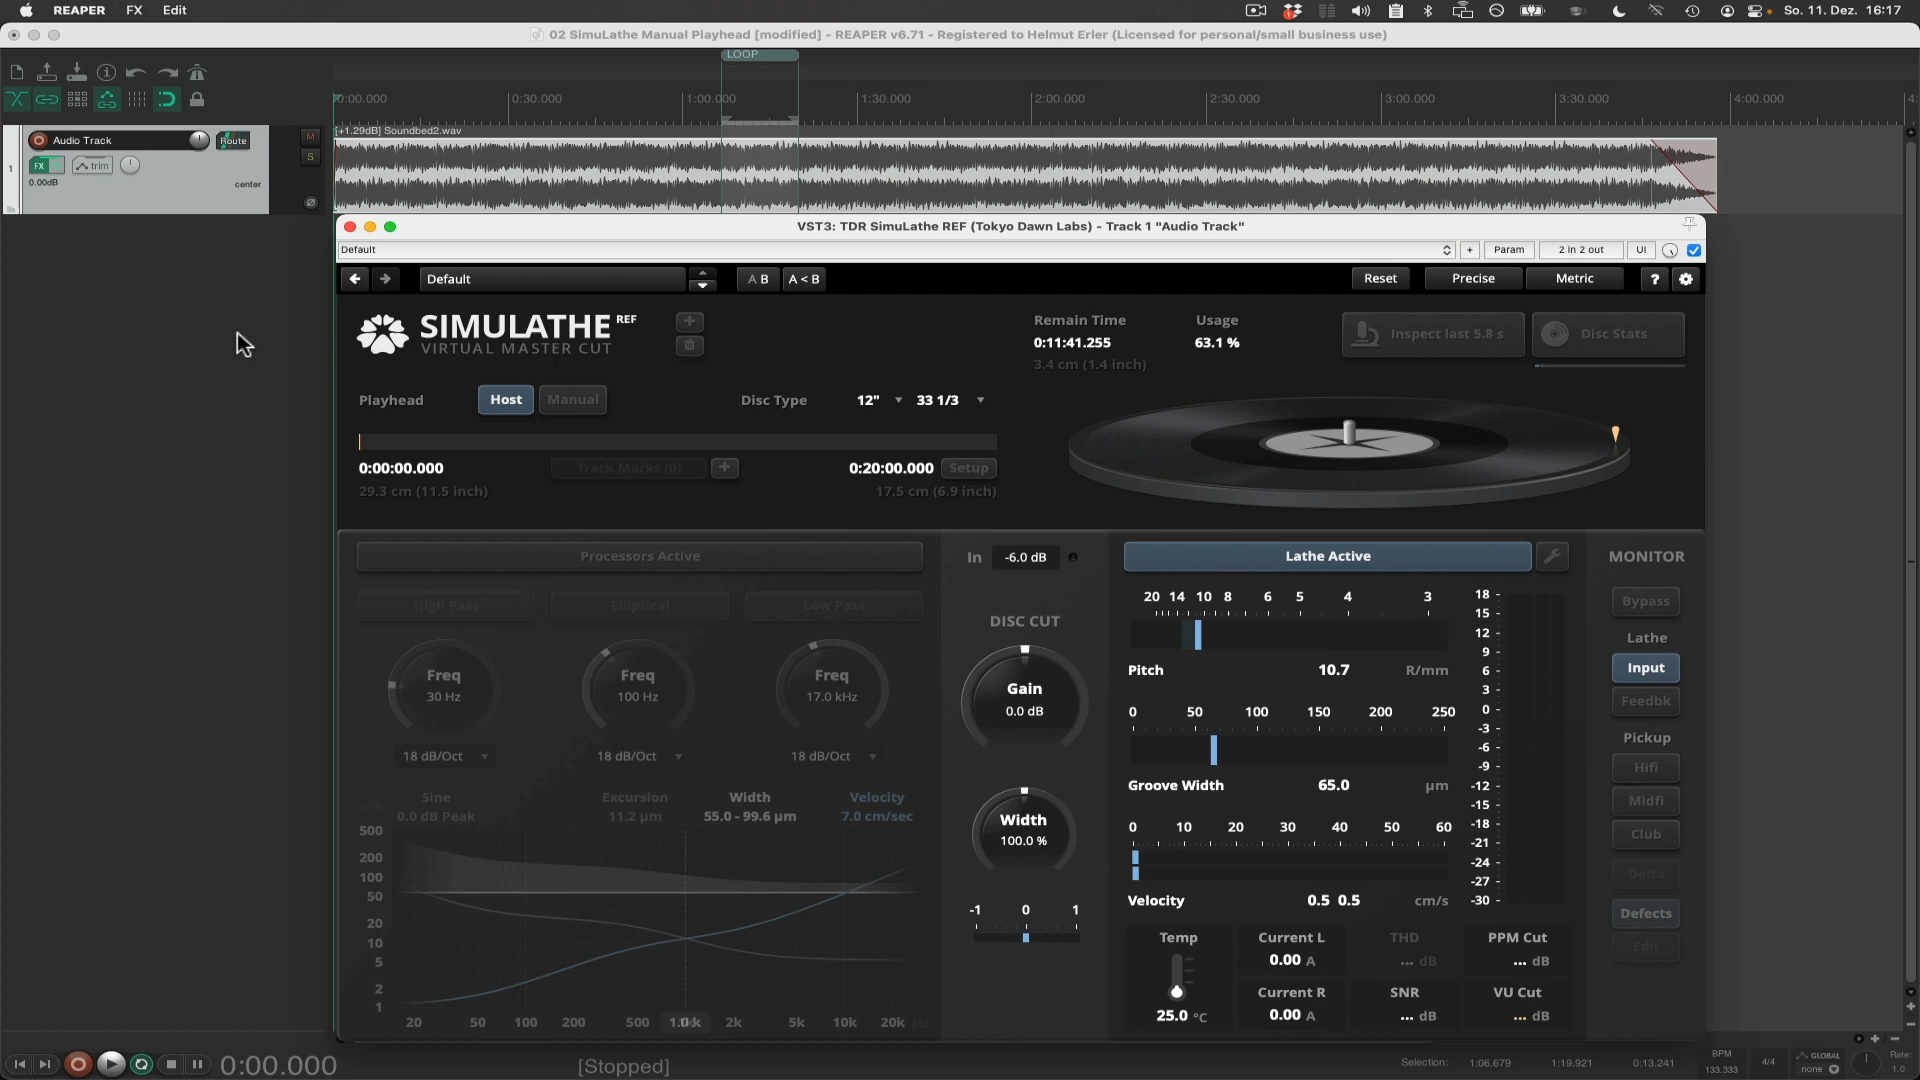 REAPER FX Edit So. 11. Dez. 16:17
02 SimuLathe Manual Playhead [modified] - REAPER v6.71 - Registered to Helmut Erler (Licensed for personal/small business use)
LOOP
0:00.000 0:30.000 1:00.000 1:30.000 2:00.000 2:30.000 3:00.000 3:30.000 4:00.000 4:
[+1.29dB] Soundbed2.wav
1 Audio Track Route M
FX trim S
0.00dB center
VST3: TDR SimuLathe REF (Tokyo Dawn Labs) - Track 1 "Audio Track"
Default + Param 2 in 2 out UI
Default A B A < B Reset Precise Metric ?
SIMULATHE REF
VIRTUAL MASTER CUT
Remain Time Usage
0:11:41.255 63.1 %
3.4 cm (1.4 inch)
Inspect last 5.8 s Disc Stats
Playhead Host Manual Disc Type 12" 33 1/3
0:00:00.000 Track Marks (0) + 0:20:00.000 Setup
29.3 cm (11.5 inch) 17.5 cm (6.9 inch)
Processors Active
High Pass Elliptical Low Pass
Freq Freq Freq
30 Hz 100 Hz 17.0 kHz
18 dB/Oct 18 dB/Oct 18 dB/Oct
Sine Excursion Width Velocity
0.0 dB Peak 11.2 µm 55.0 - 99.6 µm 7.0 cm/sec
µm
500
200
100
50
20
10
5
2
1
20 50 100 200 500 1.0k 2k 5k 10k 20k Hz
In -6.0 dB
DISC CUT
Gain
0.0 dB
Width
100.0 %
-1 0 1
Lathe Active
20 14 10 8 6 5 4 3
Pitch 10.7 R/mm
0 50 100 150 200 250
Groove Width 65.0 µm
0 10 20 30 40 50 60
Velocity 0.5 0.5 cm/s
18
15
12
9
6
3
0
-3
-6
-9
-12
-15
-18
-21
-24
-27
-30
Temp Current L THD PPM Cut
0.00 A ... dB ... dB
Current R SNR VU Cut
25.0 °C 0.00 A ... dB ... dB
MONITOR
Bypass
Lathe
Input
Feedbk
Pickup
Hifi
Midfi
Club
Delta
Defects
Edit
0:00.000 [Stopped] Selection: 1:06.679 1:19.921 0:13.241 BPM 133.333 4/4 GLOBAL none Rate: 1.0